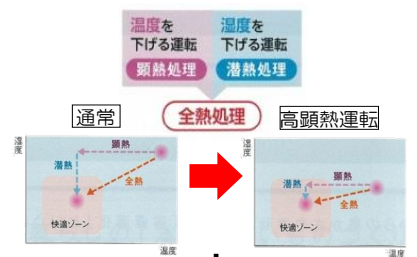 温度を
下げる運転
顕熱処理
湿度を
下げる運転
潜熱処理
全熱処理
通常
高顕熱運転
湿度
顕熱
潜熱
全熱
快適ゾーン
温度
湿度
顕熱
潜熱
全熱
快適ゾーン
温度